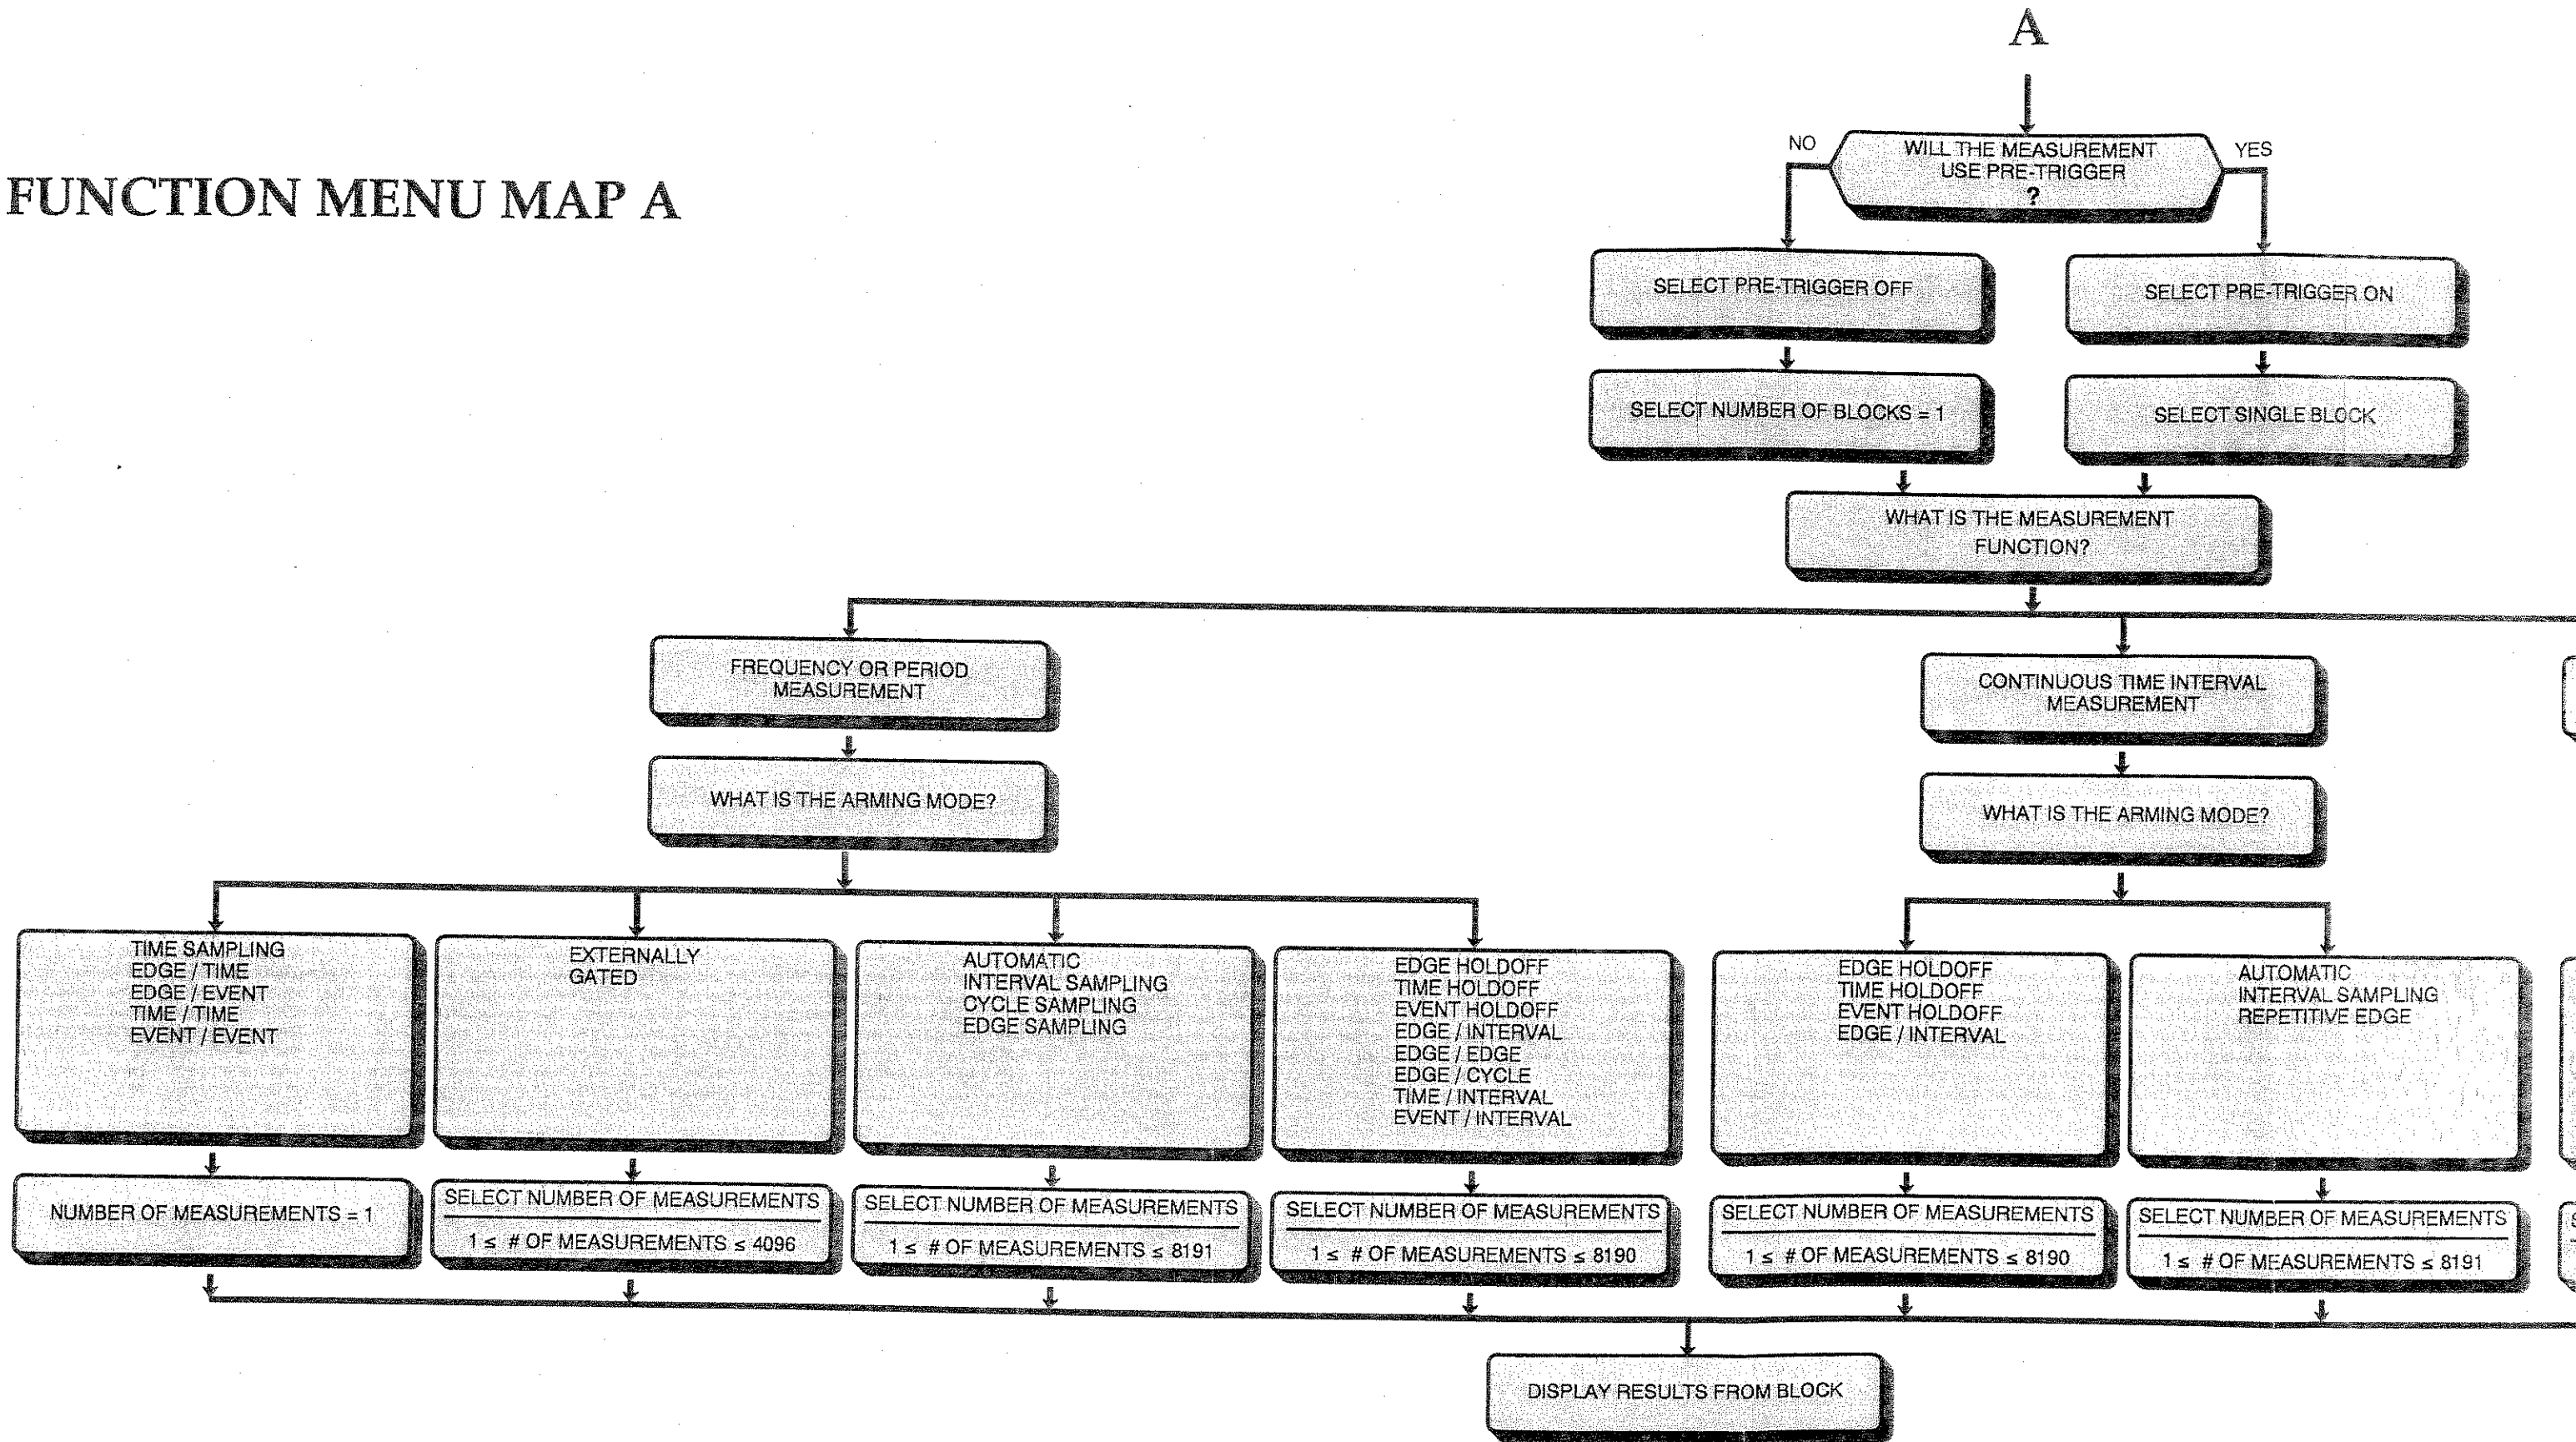 A
FUNCTION MENU MAP A
NO
WILL THE MEASUREMENT
USE PRE-TRIGGER
?
YES
SELECT PRE-TRIGGER OFF
SELECT PRE-TRIGGER ON
SELECT NUMBER OF BLOCKS = 1
SELECT SINGLE BLOCK
WHAT IS THE MEASUREMENT
FUNCTION?
FREQUENCY OR PERIOD
MEASUREMENT
CONTINUOUS TIME INTERVAL
MEASUREMENT
WHAT IS THE ARMING MODE?
WHAT IS THE ARMING MODE?
TIME SAMPLING
EDGE / TIME
EDGE / EVENT
TIME / TIME
EVENT / EVENT
EXTERNALLY
GATED
AUTOMATIC
INTERVAL SAMPLING
CYCLE SAMPLING
EDGE SAMPLING
EDGE HOLDOFF
TIME HOLDOFF
EVENT HOLDOFF
EDGE / INTERVAL
EDGE / EDGE
EDGE / CYCLE
TIME / INTERVAL
EVENT / INTERVAL
EDGE HOLDOFF
TIME HOLDOFF
EVENT HOLDOFF
EDGE / INTERVAL
AUTOMATIC
INTERVAL SAMPLING
REPETITIVE EDGE
NUMBER OF MEASUREMENTS = 1
SELECT NUMBER OF MEASUREMENTS
1 ≤ # OF MEASUREMENTS ≤ 4096
SELECT NUMBER OF MEASUREMENTS
1 ≤ # OF MEASUREMENTS ≤ 8191
SELECT NUMBER OF MEASUREMENTS
1 ≤ # OF MEASUREMENTS ≤ 8190
SELECT NUMBER OF MEASUREMENTS
1 ≤ # OF MEASUREMENTS ≤ 8190
SELECT NUMBER OF MEASUREMENTS
1 ≤ # OF MEASUREMENTS ≤ 8191
DISPLAY RESULTS FROM BLOCK